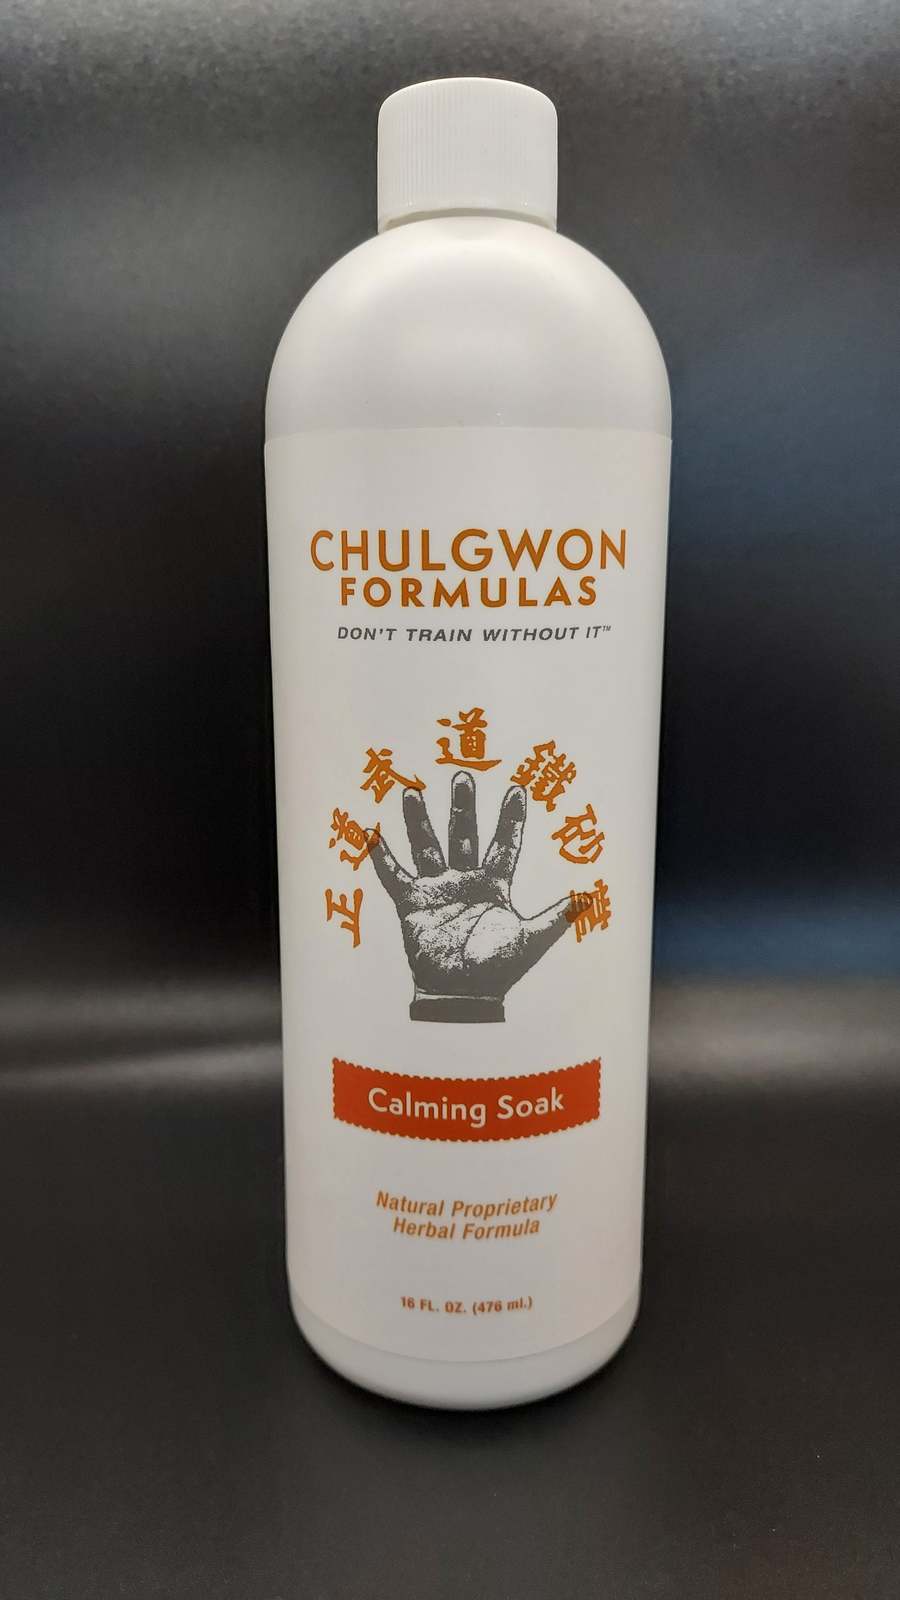 CHULGWON
FORMULAS
DON'T TRAIN WITHOUT IT™
正道武道鐵砂掌
Calming Soak
Natural Proprietary
Herbal Formula
16 FL. OZ. (476 ml.)